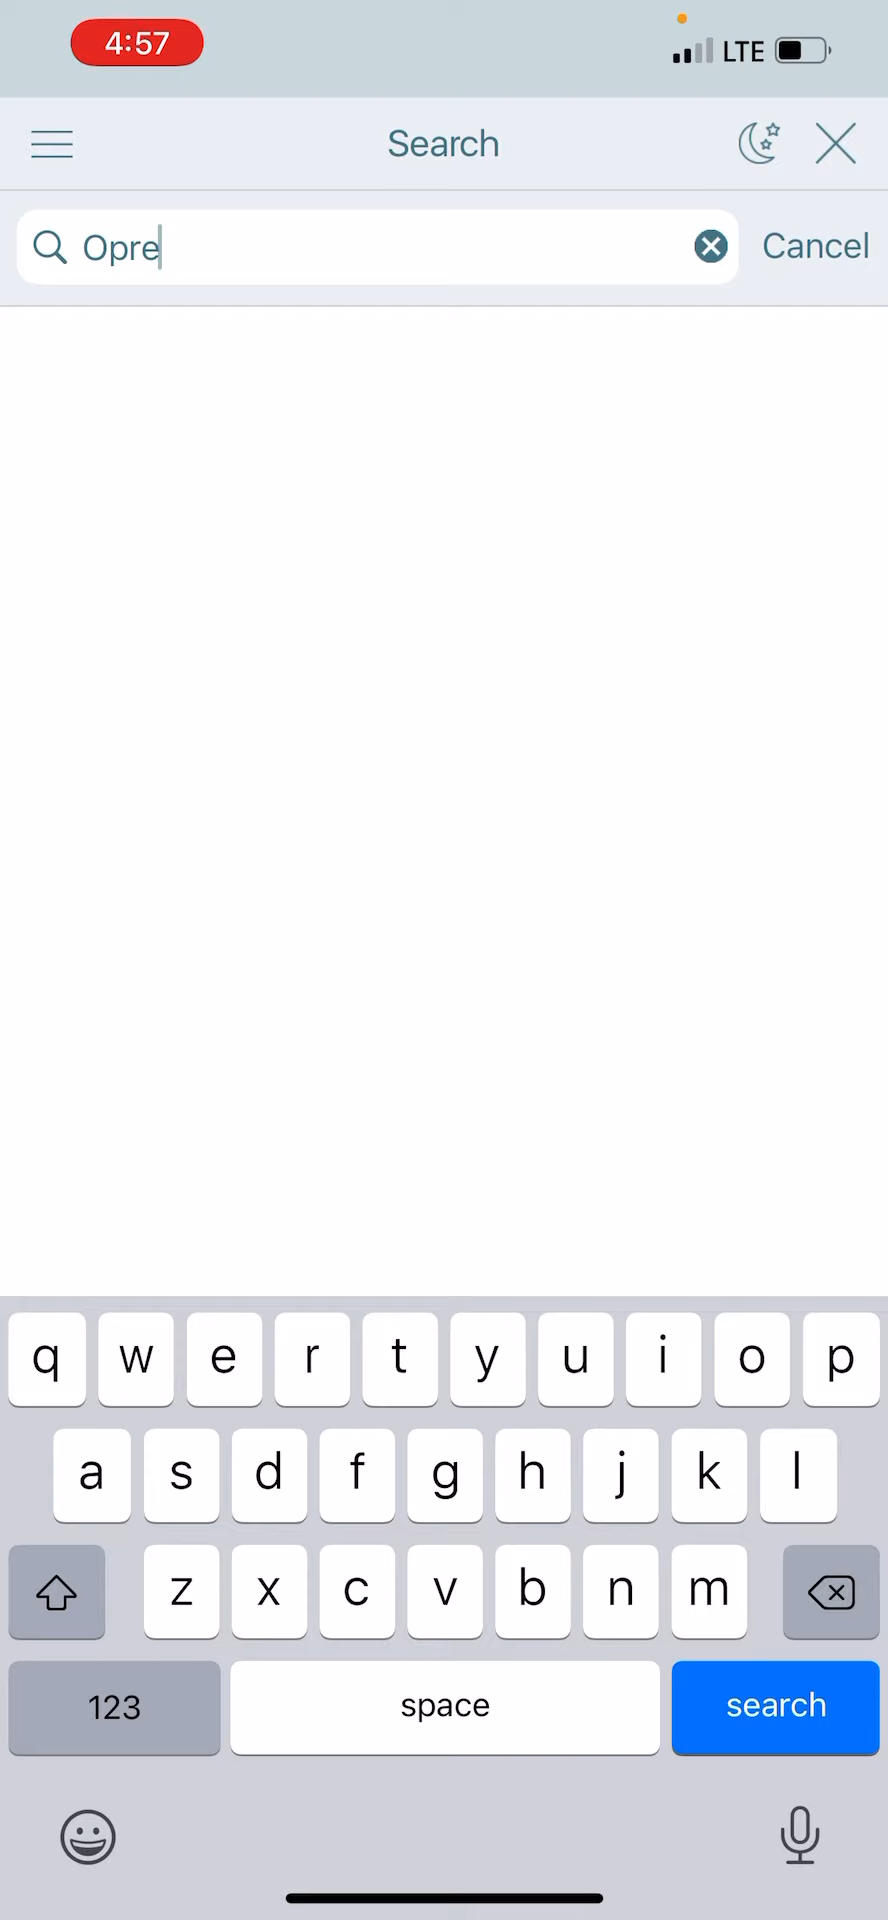 4:57 LTE
Search
Opre Cancel
q w e r t y u i o p
a s d f g h j k l
z x c v b n m
123 space search